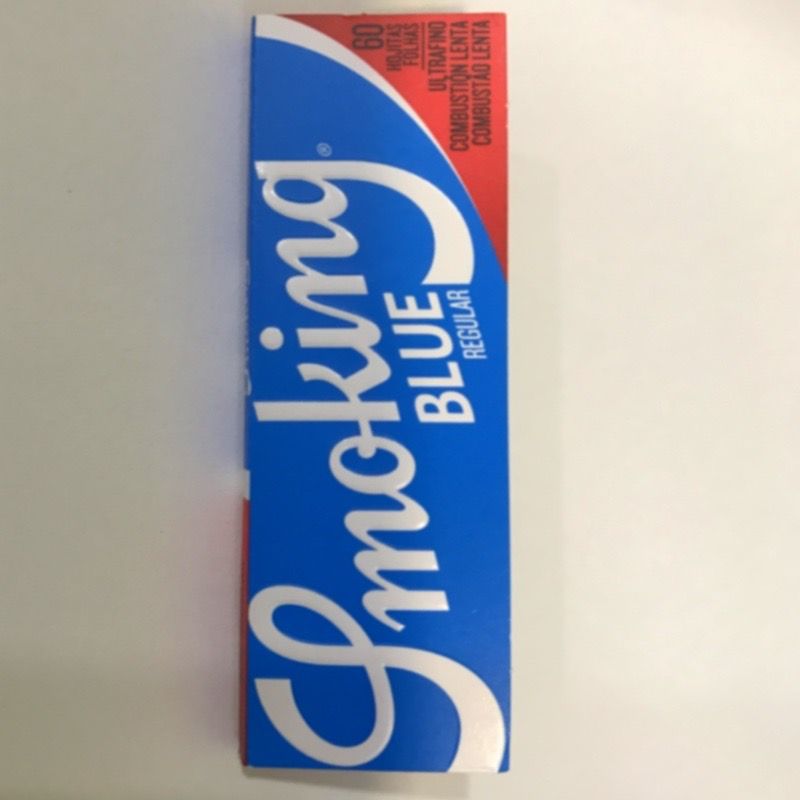 Smoking®
BLUE
REGULAR
60
HOJITAS
FOLHAS
ULTRAFINO
COMBUSTIÓN LENTA
COMBUSTÃO LENTA